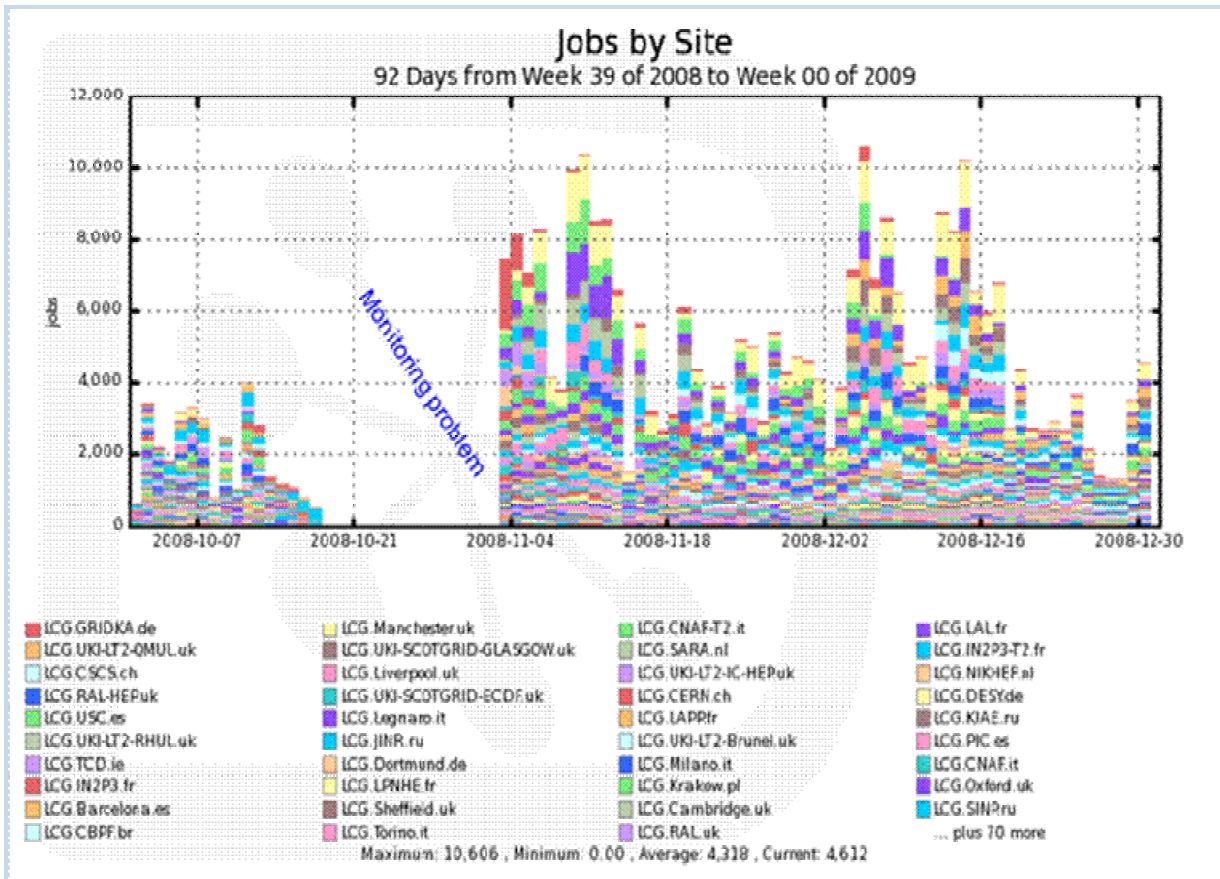 Jobs by Site
92 Days from Week 39 of 2008 to Week 00 of 2009
12,000
10,000
8,000
6,000
4,000
2,000
0
jobs
Monitoring problem
2008-10-07 2008-10-21 2008-11-04 2008-11-18 2008-12-02 2008-12-16 2008-12-30
LCG.GRIDKA.de LCG.Manchester.uk LCG.CNAF-T2.it LCG.LAL.fr
LCG.UKI-LT2-QMUL.uk LCG.UKI-SCOTGRID-GLASGOW.uk LCG.SARA.nl LCG.IN2P3-T2.fr
LCG.CSCS.ch LCG.Liverpool.uk LCG.UKI-LT2-IC-HEP.uk LCG.NIKHEF.nl
LCG.RAL-HEP.uk LCG.UKI-SCOTGRID-ECDF.uk LCG.CERN.ch LCG.DESY.de
LCG.USC.es LCG.Legnaro.it LCG.LAPP.fr LCG.KIAE.ru
LCG.UKI-LT2-RHUL.uk LCG.JINR.ru LCG.UKI-LT2-Brunel.uk LCG.PIC.es
LCG.TCD.ie LCG.Dortmund.de LCG.Milano.it LCG.CNAF.it
LCG.IN2P3.fr LCG.LPNHE.fr LCG.Krakow.pl LCG.Oxford.uk
LCG.Barcelona.es LCG.Sheffield.uk LCG.Cambridge.uk LCG.SINP.ru
LCG.CBPF.br LCG.Torino.it LCG.RAL.uk ... plus 70 more
Maximum: 10,606 , Minimum: 0.00 , Average: 4,318 , Current: 4,612